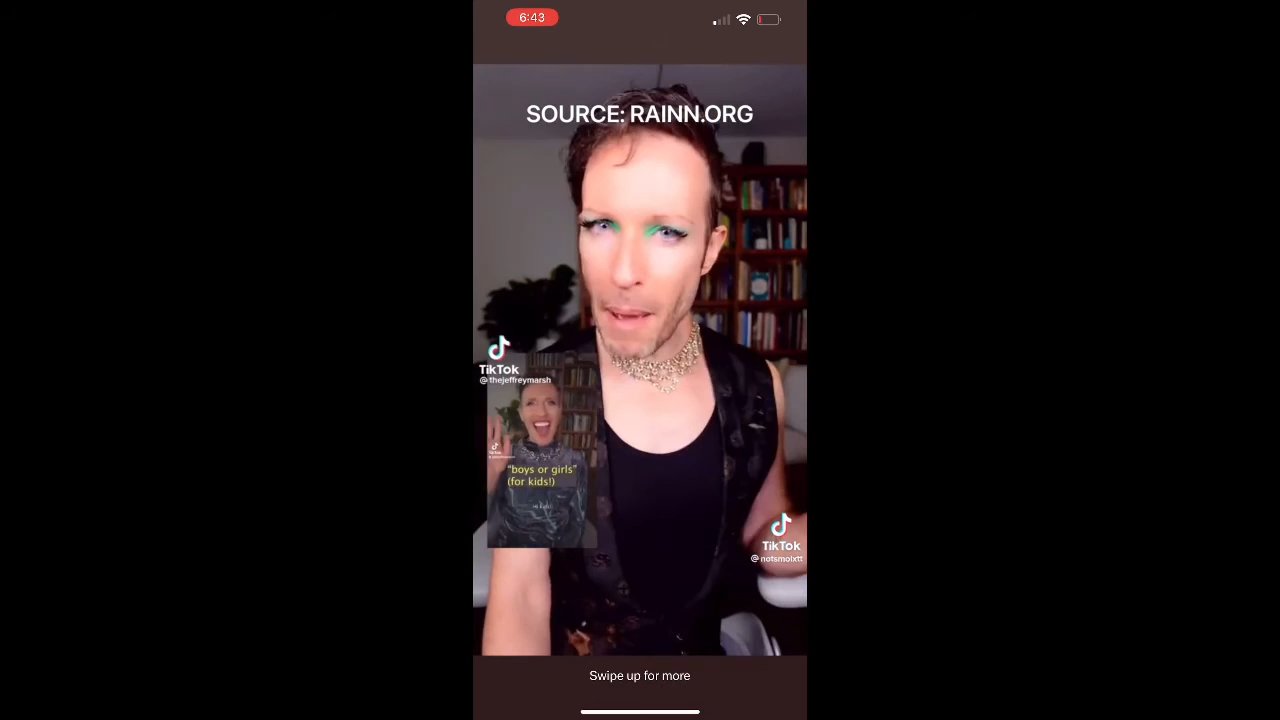 6:43
SOURCE: RAINN.ORG
TikTok
@thejeffreymarsh
"boys or girls"
(for kids!)
TikTok
@notsmolxtt
Swipe up for more